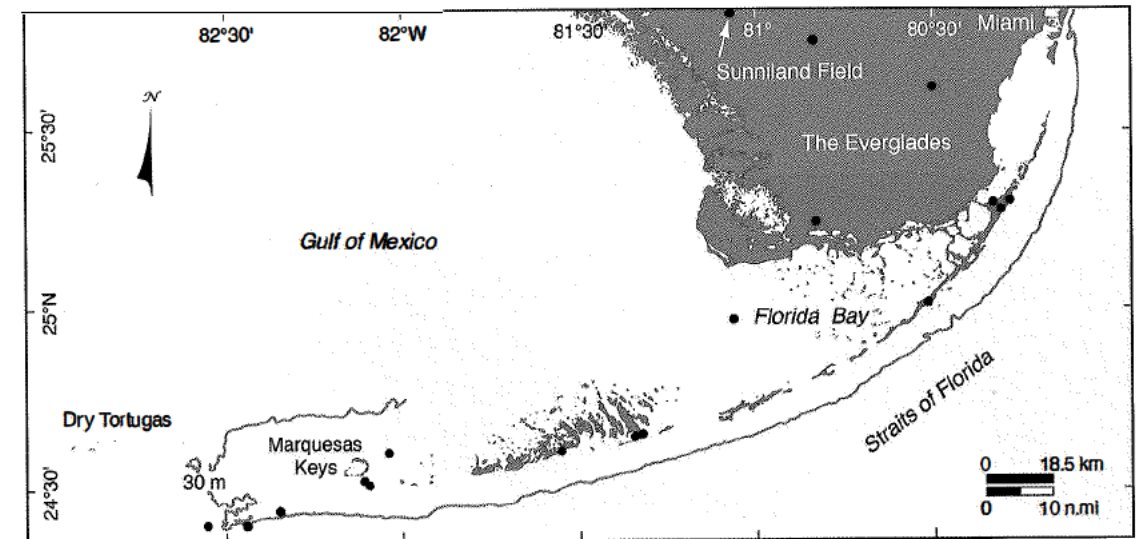 82°30'
82°W
81°30'
81°
80°30'
Miami
Sunniland Field
N
25°30'
The Everglades
Gulf of Mexico
25°N
Florida Bay
Straits of Florida
Dry Tortugas
Marquesas
Keys
30 m
24°30'
0 18.5 km
0 10 n.mi